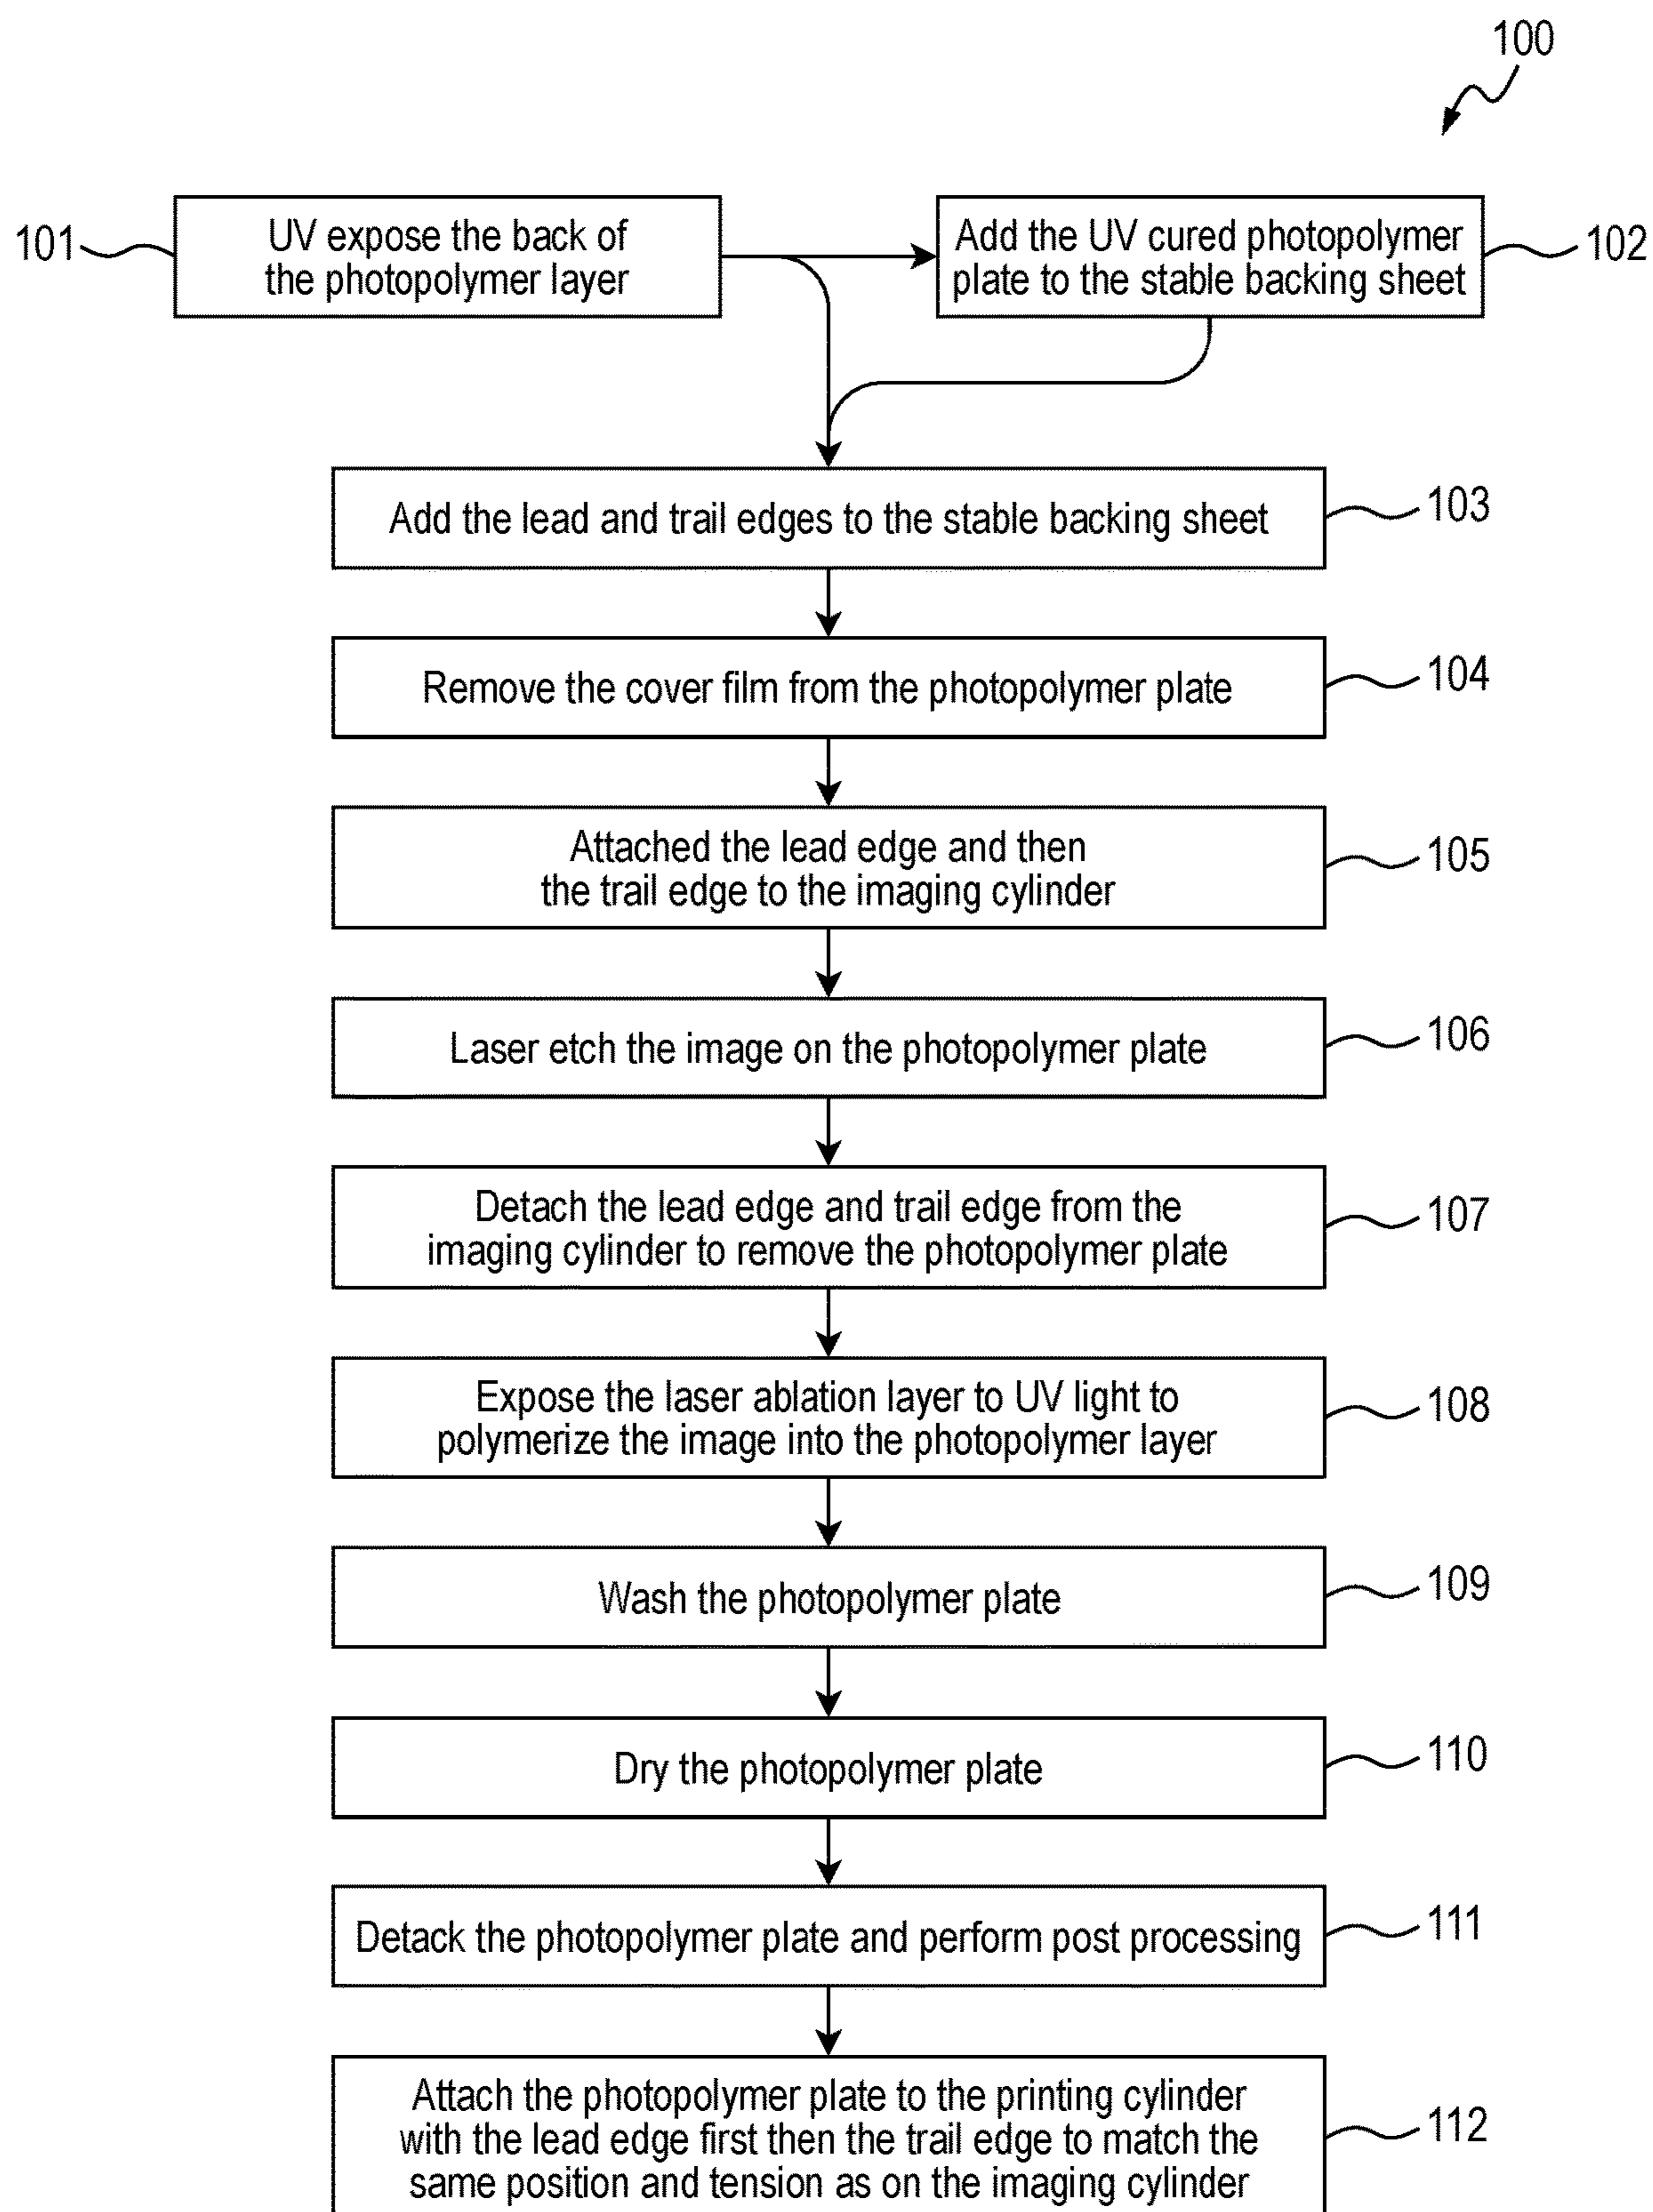 100
101
UV expose the back of
the photopolymer layer
Add the UV cured photopolymer
plate to the stable backing sheet
102
Add the lead and trail edges to the stable backing sheet
103
Remove the cover film from the photopolymer plate
104
Attached the lead edge and then
the trail edge to the imaging cylinder
105
Laser etch the image on the photopolymer plate
106
Detach the lead edge and trail edge from the
imaging cylinder to remove the photopolymer plate
107
Expose the laser ablation layer to UV light to
polymerize the image into the photopolymer layer
108
Wash the photopolymer plate
109
Dry the photopolymer plate
110
Detack the photopolymer plate and perform post processing
111
Attach the photopolymer plate to the printing cylinder
with the lead edge first then the trail edge to match the
same position and tension as on the imaging cylinder
112